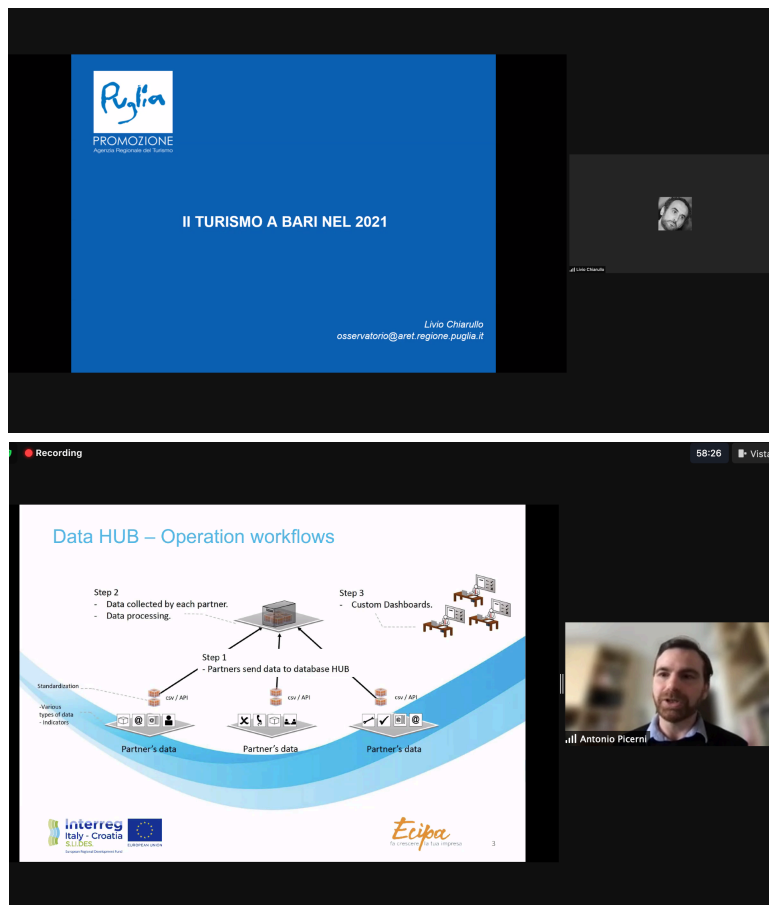 Puglia
PROMOZIONE
Agenzia Regionale del Turismo
Il TURISMO A BARI NEL 2021
Livio Chiarullo
osservatorio@aret.regione.puglia.it
Livio Chiarullo
Recording
58:26
Vista
Data HUB – Operation workflows
Step 2
- Data collected by each partner.
- Data processing.
Step 3
- Custom Dashboards.
Step 1
- Partners send data to database HUB
Standardization
-Various
types of data
- Indicators
csv / API
csv / API
csv / API
@
@
Partner's data
Partner's data
Partner's data
Antonio Picerni
Interreg
Italy - Croatia
S.I.DES.
European Regional Development Fund
EUROPEAN UNION
Ecipa
fa crescere la tua impresa
3